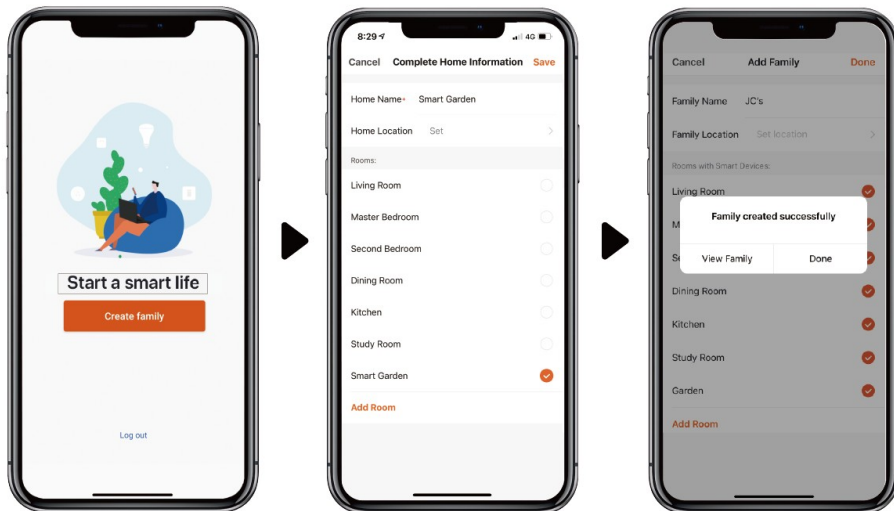 Start a smart life
Create family
Log out
8:29
4G
Cancel Complete Home Information Save
Home Name* Smart Garden
Home Location Set
Rooms:
Living Room
Master Bedroom
Second Bedroom
Dining Room
Kitchen
Study Room
Smart Garden
Add Room
Cancel Add Family Done
Family Name JC's
Family Location Set location
Rooms with Smart Devices:
Living Room
Family created successfully
View Family Done
Dining Room
Kitchen
Study Room
Garden
Add Room